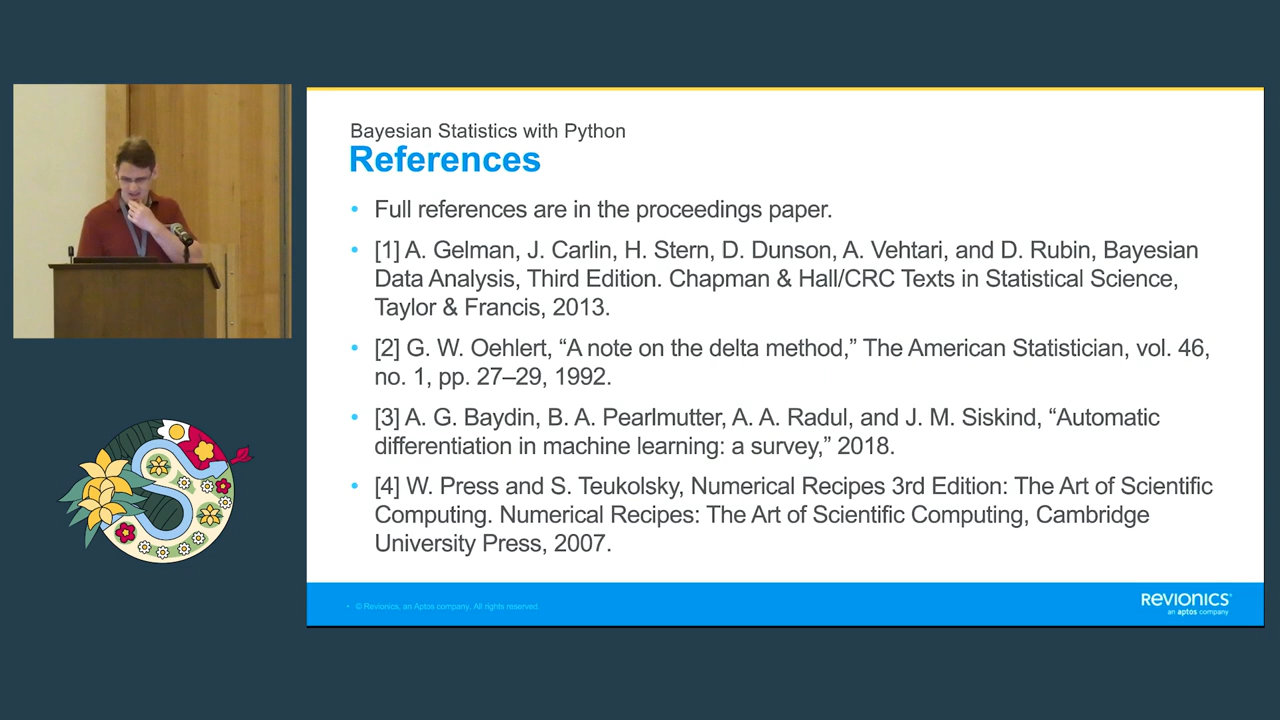 Bayesian Statistics with Python
References
• Full references are in the proceedings paper.
• [1] A. Gelman, J. Carlin, H. Stern, D. Dunson, A. Vehtari, and D. Rubin, Bayesian
Data Analysis, Third Edition. Chapman & Hall/CRC Texts in Statistical Science,
Taylor & Francis, 2013.
• [2] G. W. Oehlert, “A note on the delta method,” The American Statistician, vol. 46,
no. 1, pp. 27–29, 1992.
• [3] A. G. Baydin, B. A. Pearlmutter, A. A. Radul, and J. M. Siskind, “Automatic
differentiation in machine learning: a survey,” 2018.
• [4] W. Press and S. Teukolsky, Numerical Recipes 3rd Edition: The Art of Scientific
Computing. Numerical Recipes: The Art of Scientific Computing, Cambridge
University Press, 2007.
• © Revionics, an Aptos company. All rights reserved.
REVIONICS
an aptos company